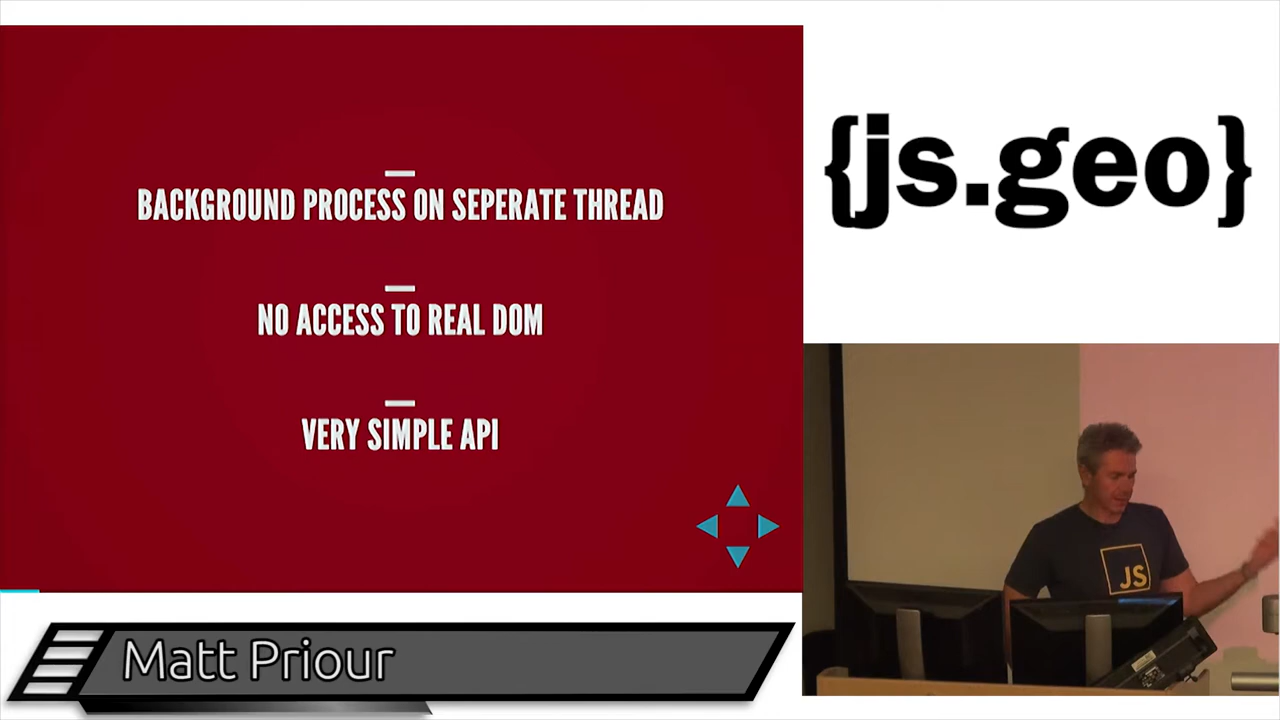 BACKGROUND PROCESS ON SEPERATE THREAD
NO ACCESS TO REAL DOM
VERY SIMPLE API
{js.geo}
JS
Matt Priour